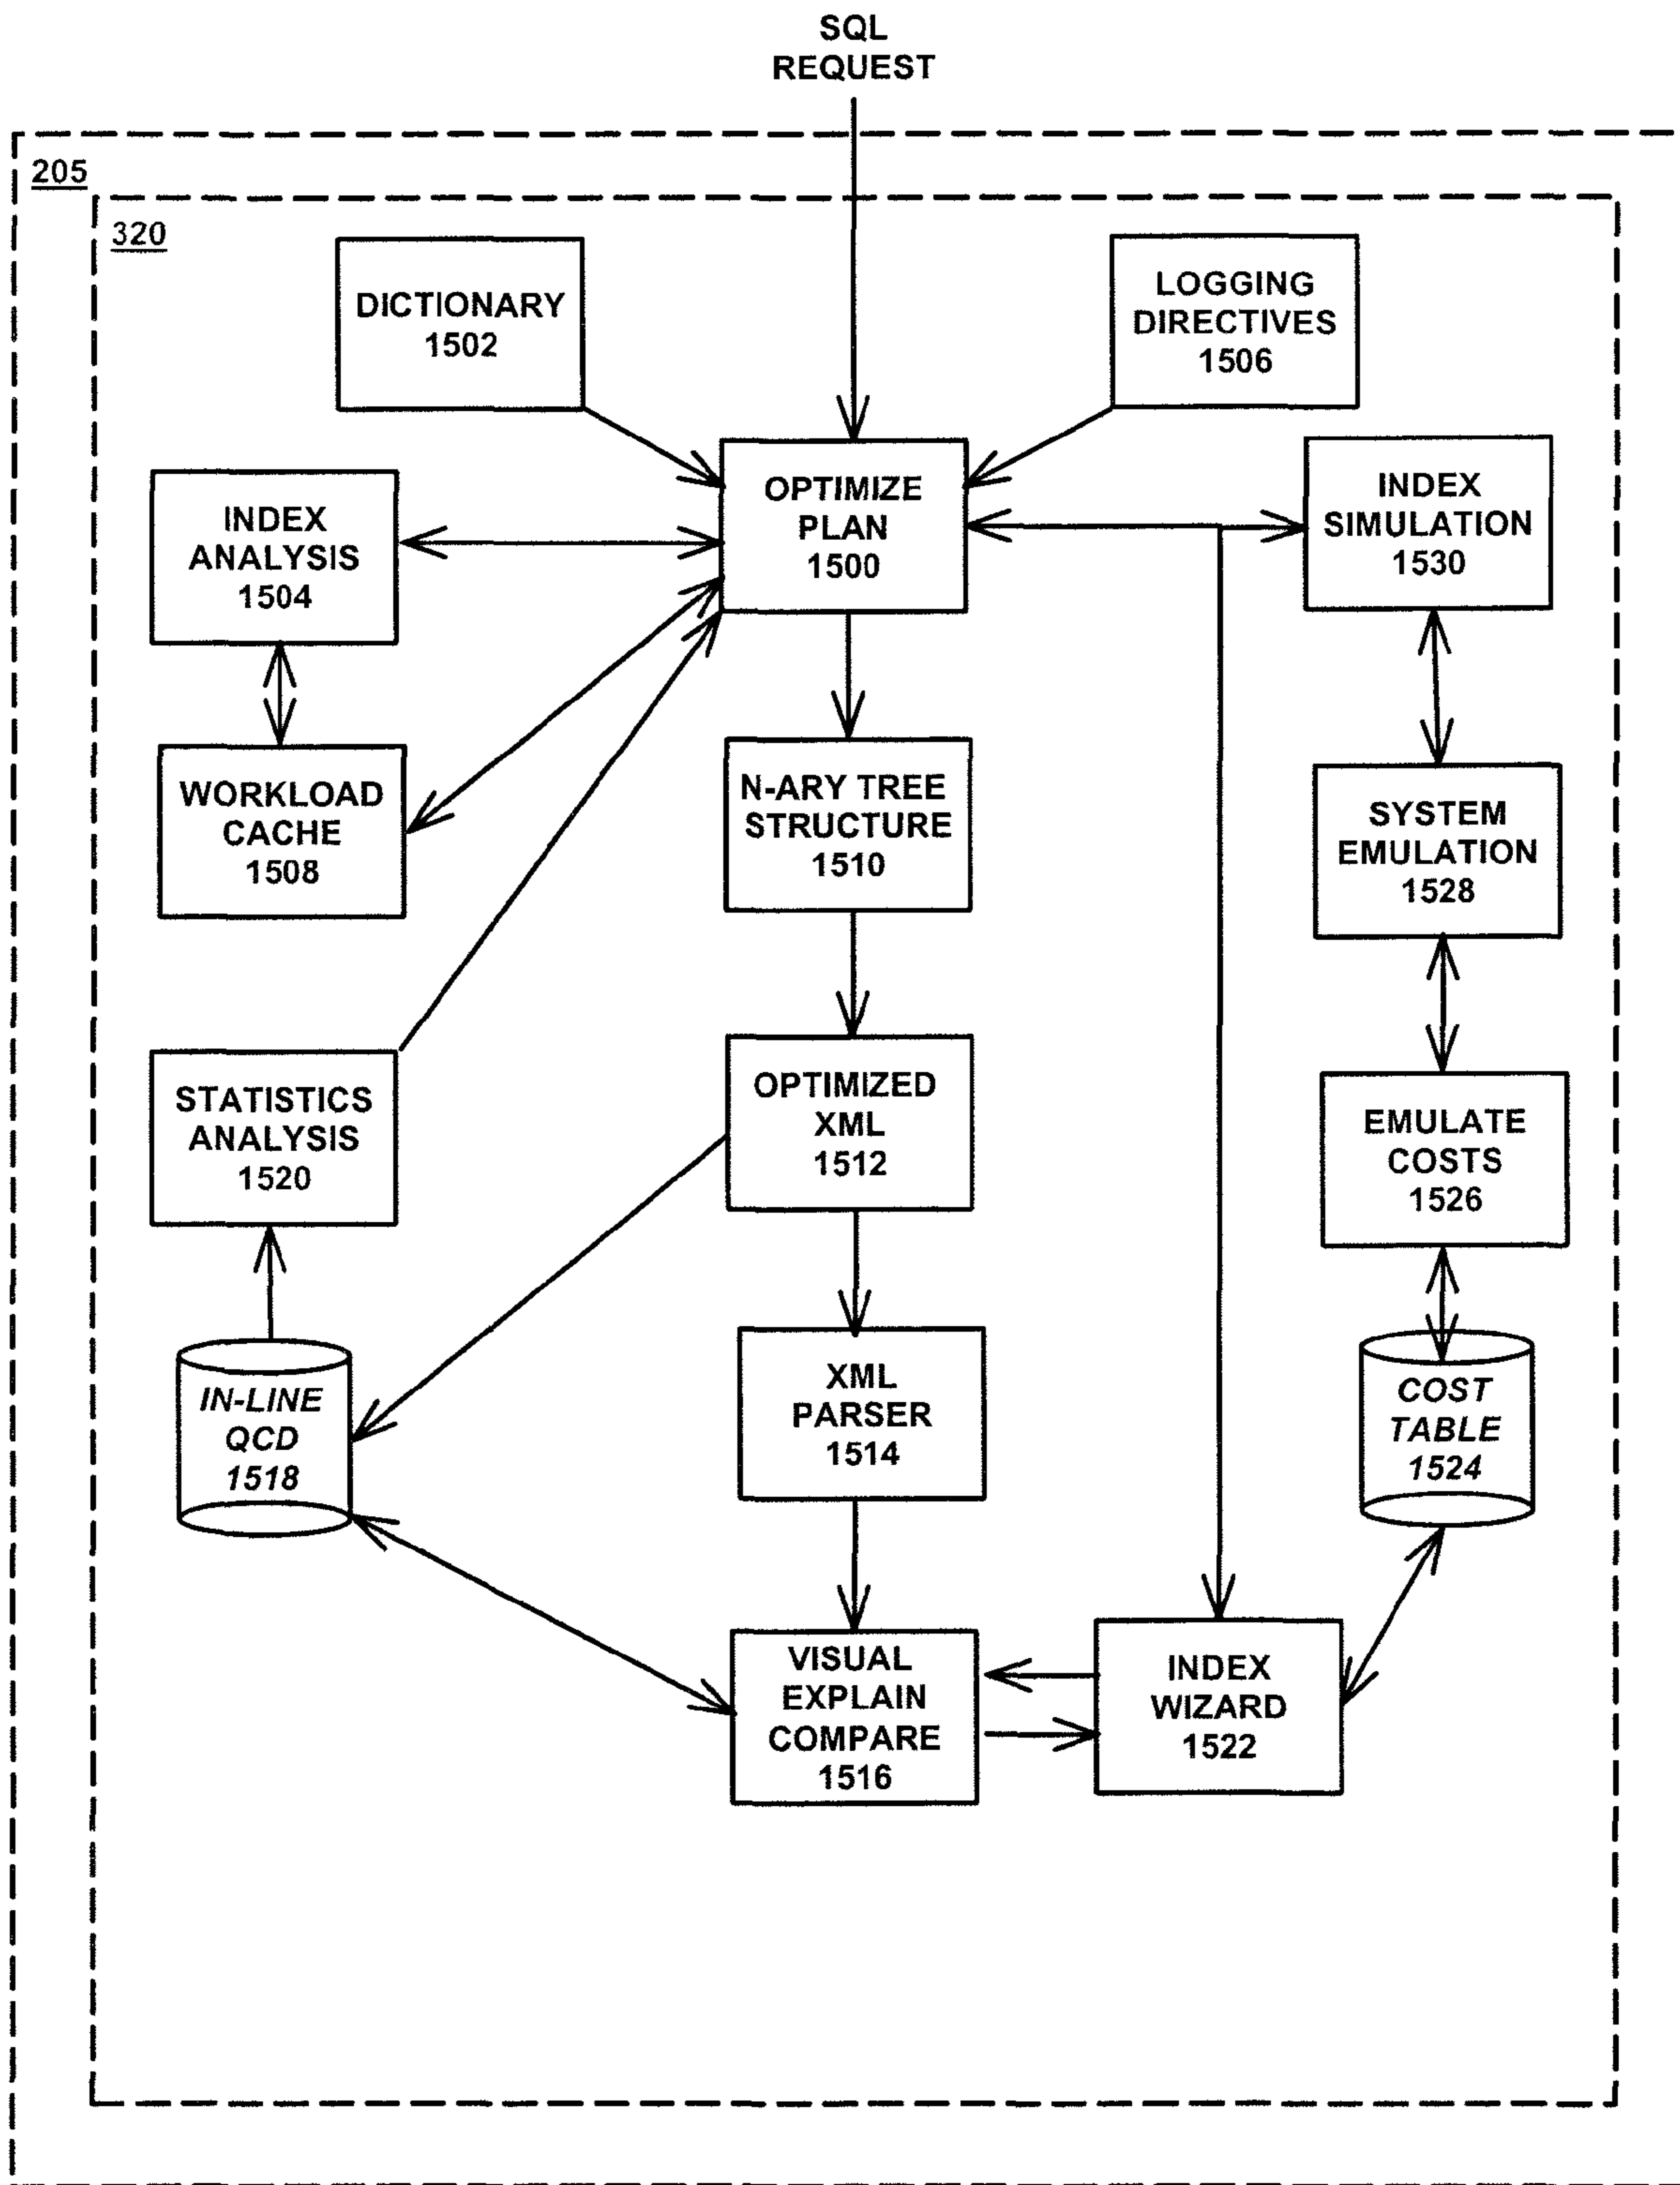 SQL
REQUEST
205
320
DICTIONARY
1502
LOGGING
DIRECTIVES
1506
INDEX
ANALYSIS
1504
OPTIMIZE
PLAN
1500
INDEX
SIMULATION
1530
WORKLOAD
CACHE
1508
N-ARY TREE
STRUCTURE
1510
SYSTEM
EMULATION
1528
STATISTICS
ANALYSIS
1520
OPTIMIZED
XML
1512
EMULATE
COSTS
1526
IN-LINE
QCD
1518
XML
PARSER
1514
COST
TABLE
1524
VISUAL
EXPLAIN
COMPARE
1516
INDEX
WIZARD
1522